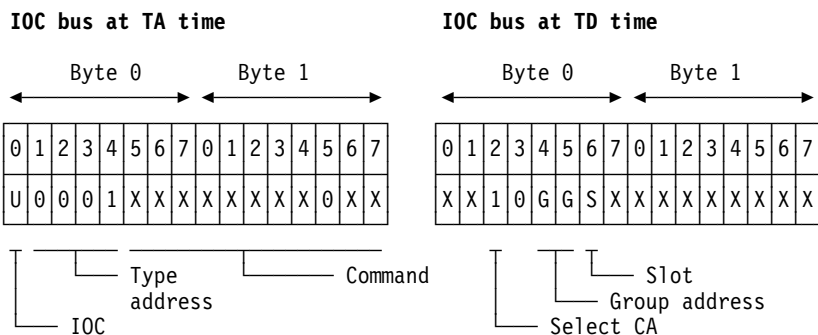 IOC bus at TA time IOC bus at TD time
Byte 0 Byte 1 Byte 0 Byte 1
0 1 2 3 4 5 6 7 0 1 2 3 4 5 6 7 0 1 2 3 4 5 6 7 0 1 2 3 4 5 6 7
U 0 0 0 1 X X X X X X X X 0 X X X X 1 0 G G S X X X X X X X X X
Type Command Slot
address Group address
IOC Select CA